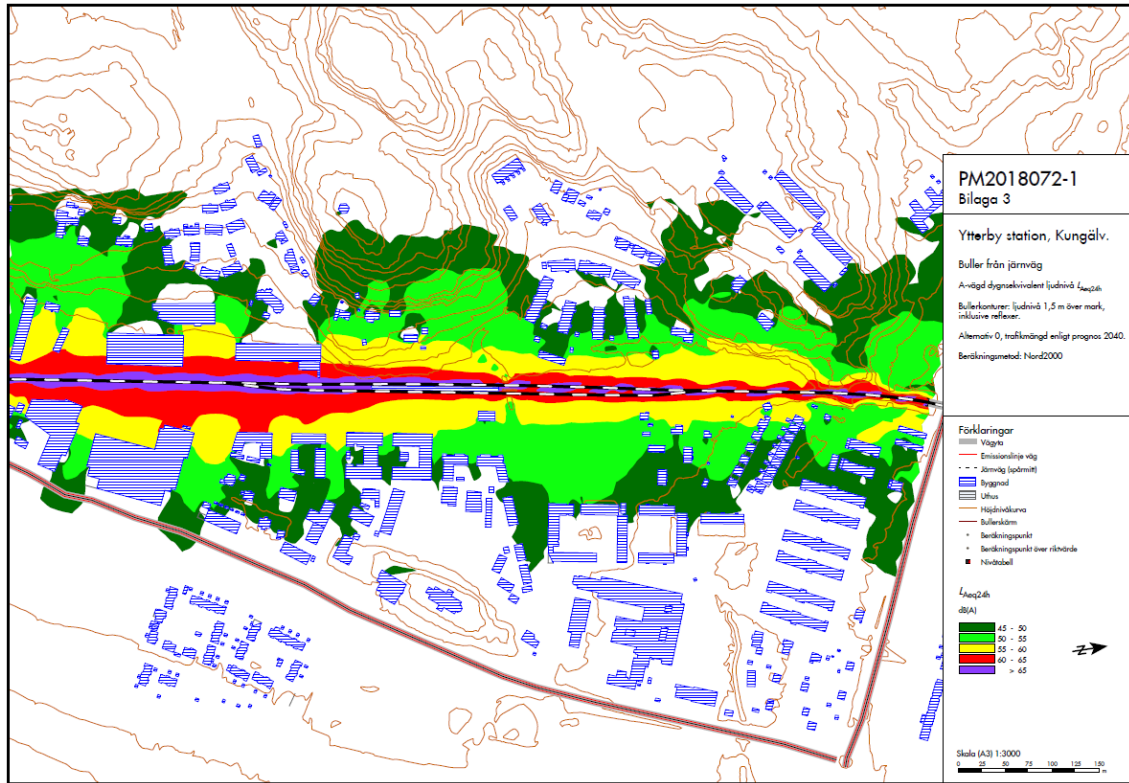 PM2018072-1
Bilaga 3
Ytterby station, Kungälv.
Buller från järnväg
A-vägd dygnsekvivalent ljudnivå LAeq24h
Bullerkonturer: ljudnivå 1,5 m över mark,
inklusive reflexer.
Alternativ 0, trafikmängd enligt prognos 2040.
Beräkningsmetod: Nord2000
Förklaringar
Vägyta
Emissionslinje väg
Järnväg (spårmitt)
Byggnad
Uthus
Höjdnivåkurva
Bullerskärm
Beräkningspunkt
Beräkningspunkt över riktvärde
Nivåtabell
LAeq24h
dB(A)
45 - 50
50 - 55
55 - 60
60 - 65
> 65
Z
Skala (A3) 1:3000
0 25 50 75 100 125 150
m